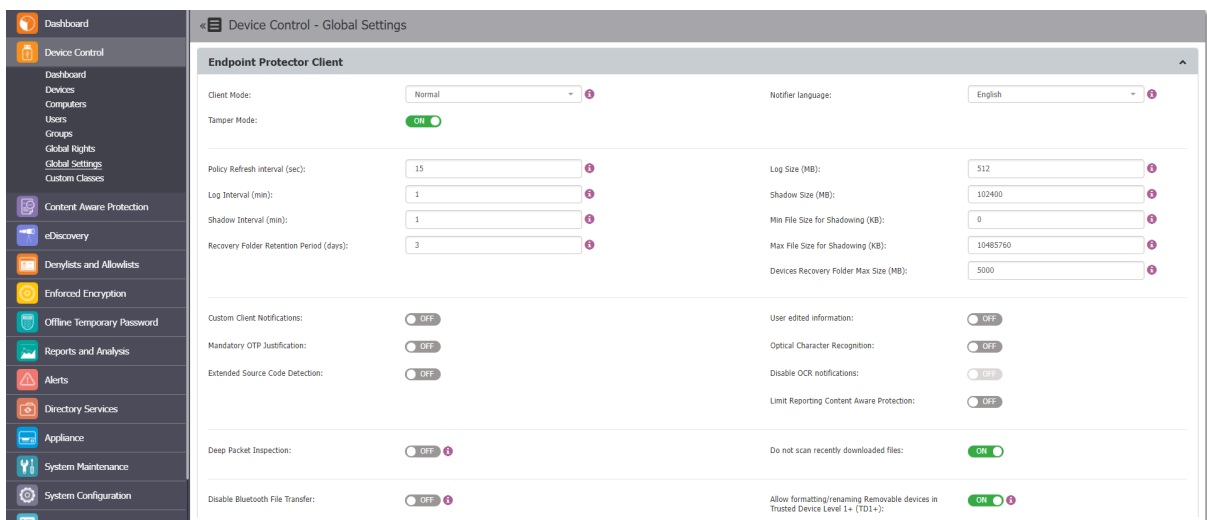 Dashboard
Device Control
Dashboard
Devices
Computers
Users
Groups
Global Rights
Global Settings
Custom Classes
Content Aware Protection
eDiscovery
Denylists and Allowlists
Enforced Encryption
Offline Temporary Password
Reports and Analysis
Alerts
Directory Services
Appliance
System Maintenance
System Configuration
Device Control - Global Settings
Endpoint Protector Client
Client Mode: Normal
Notifier language: English
Tamper Mode: ON
Policy Refresh interval (sec): 15
Log Size (MB): 512
Log Interval (min): 1
Shadow Size (MB): 102400
Shadow Interval (min): 1
Min File Size for Shadowing (KB): 0
Recovery Folder Retention Period (days): 3
Max File Size for Shadowing (KB): 10485760
Devices Recovery Folder Max Size (MB): 5000
Custom Client Notifications: OFF
User edited information: OFF
Mandatory OTP Justification: OFF
Optical Character Recognition: OFF
Extended Source Code Detection: OFF
Disable OCR notifications: OFF
Limit Reporting Content Aware Protection: OFF
Deep Packet Inspection: OFF
Do not scan recently downloaded files: ON
Disable Bluetooth File Transfer: OFF
Allow formatting/renaming Removable devices in
Trusted Device Level 1+ (TD1+): ON